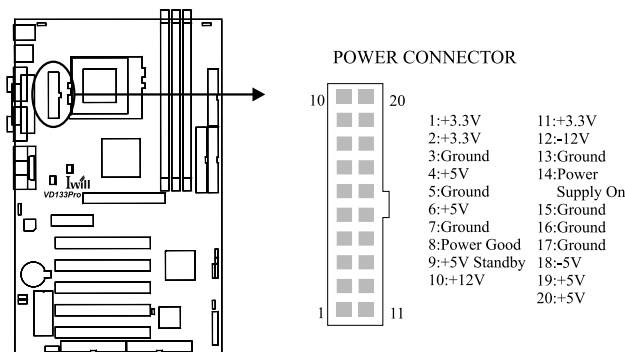 POWER CONNECTOR
10
20
1
11
1:+3.3V
2:+3.3V
3:Ground
4:+5V
5:Ground
6:+5V
7:Ground
8:Power Good
9:+5V Standby
10:+12V
11:+3.3V
12:-12V
13:Ground
14:Power
Supply On
15:Ground
16:Ground
17:Ground
18:-5V
19:+5V
20:+5V
Iwill
VD133Pro